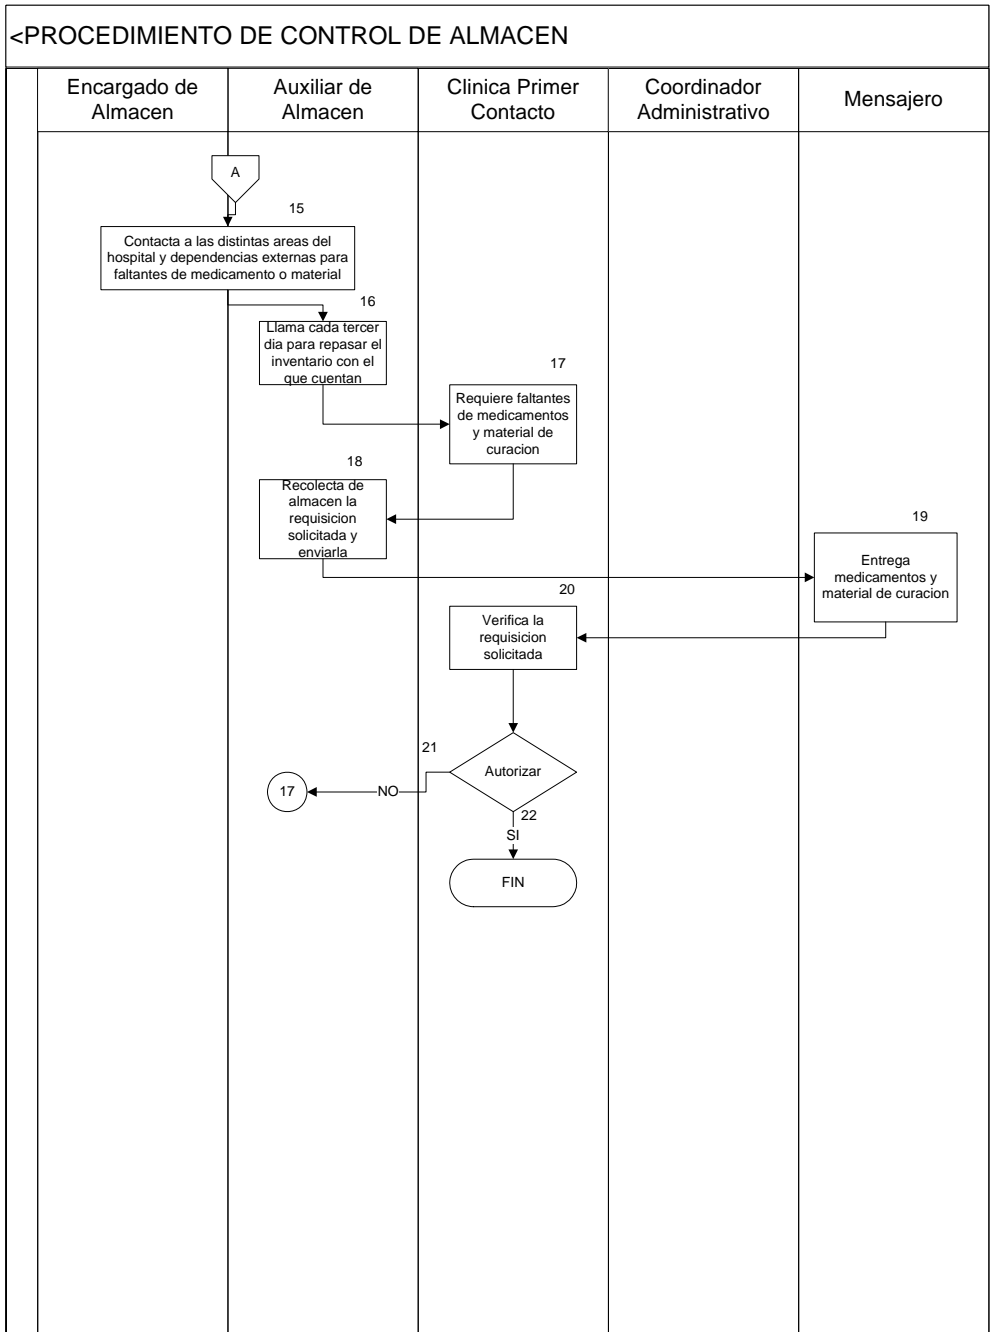 <PROCEDIMIENTO DE CONTROL DE ALMACEN
Encargado de
Almacen
Auxiliar de
Almacen
Clinica Primer
Contacto
Coordinador
Administrativo
Mensajero
A
15
Contacta a las distintas areas del
hospital y dependencias externas para
faltantes de medicamento o material
16
Llama cada tercer
dia para repasar el
inventario con el
que cuentan
17
Requiere faltantes
de medicamentos
y material de
curacion
18
Recolecta de
almacen la
requisicion
solicitada y
enviarla
19
Entrega
medicamentos y
material de curacion
20
Verifica la
requisicion
solicitada
21
Autorizar
17
NO
22
SI
FIN